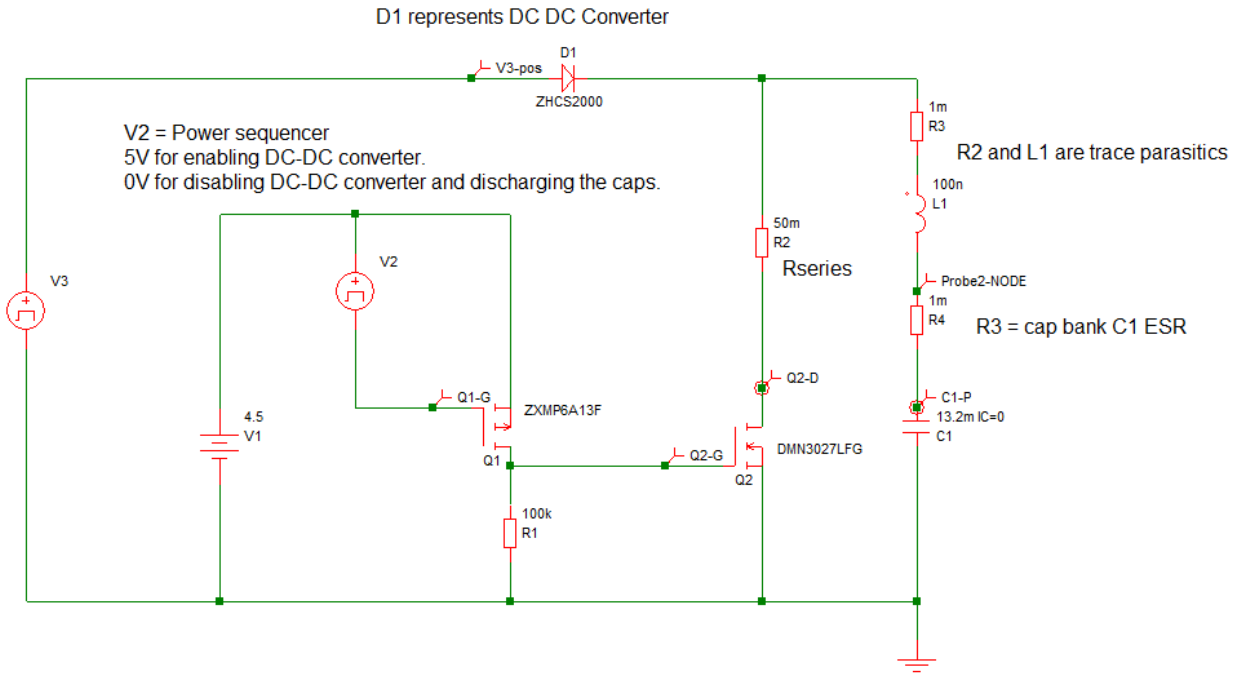 D1 represents DC DC Converter
D1
V3-pos
ZHCS2000
V2 = Power sequencer
5V for enabling DC-DC converter.
0V for disabling DC-DC converter and discharging the caps.
1m
R3
R2 and L1 are trace parasitics
100n
L1
50m
R2
Rseries
V2
V3
Probe2-NODE
1m
R4
R3 = cap bank C1 ESR
Q2-D
Q1-G
ZXMP6A13F
C1-P
13.2m IC=0
C1
4.5
V1
Q1
Q2-G
DMN3027LFG
Q2
100k
R1